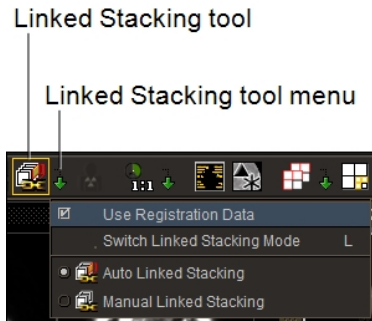 Linked Stacking tool
Linked Stacking tool menu
1:1
Use Registration Data
Switch Linked Stacking Mode L
Auto Linked Stacking
Manual Linked Stacking